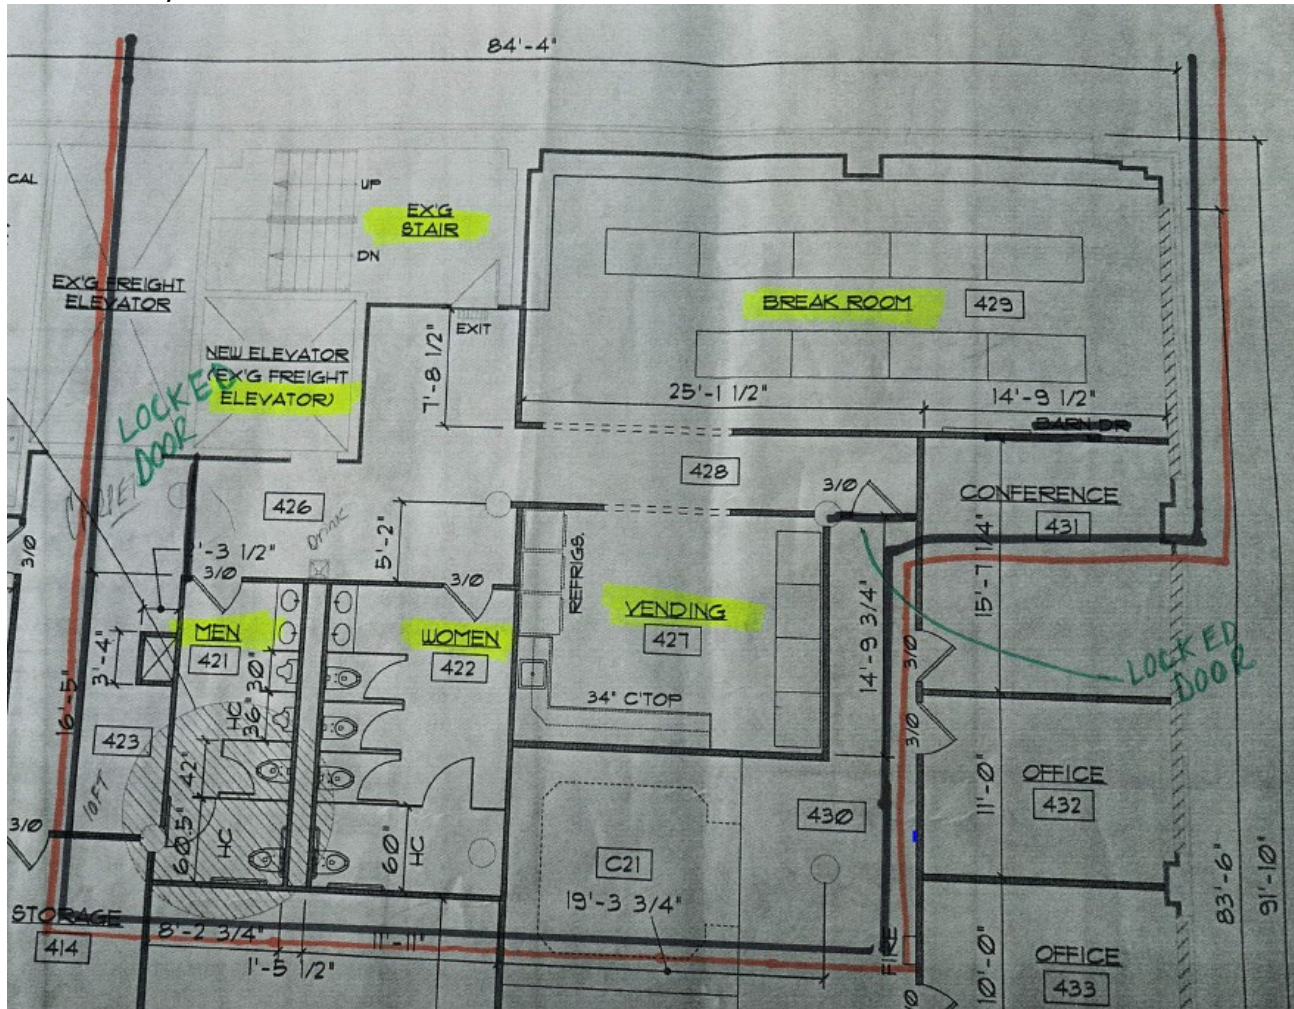 84'-4"
CAL
UP
EX'G
STAIR
DN
EX'G FREIGHT
ELEVATOR
BREAK ROOM
429
EXIT
7'-8 1/2"
NEW ELEVATOR
(EX'G FREIGHT
ELEVATOR)
25'-1 1/2"
14'-9 1/2"
BARN DR
LOCKED
DOOR
428
3/0
CONFERENCE
431
426
Drink
5'-2"
3/0
'-3 1/2"
3/0
3/0
REFRIGS.
VENDING
427
15'-7 1/4"
14'-9 3/4"
MEN
421
WOMEN
422
3/0
LOCKED
DOOR
3'-4"
30"
36"
HC
34" C'TOP
16'-5"
423
42"
3/0
OFFICE
432
11'-0"
10FT
3/0
60.5"
HC
60"
HC
430
C21
19'-3 3/4"
83'-6"
91'-10"
STORAGE
414
8'-2 3/4"
11'-11"
1'-5 1/2"
FIRE
10'-0"
OFFICE
433